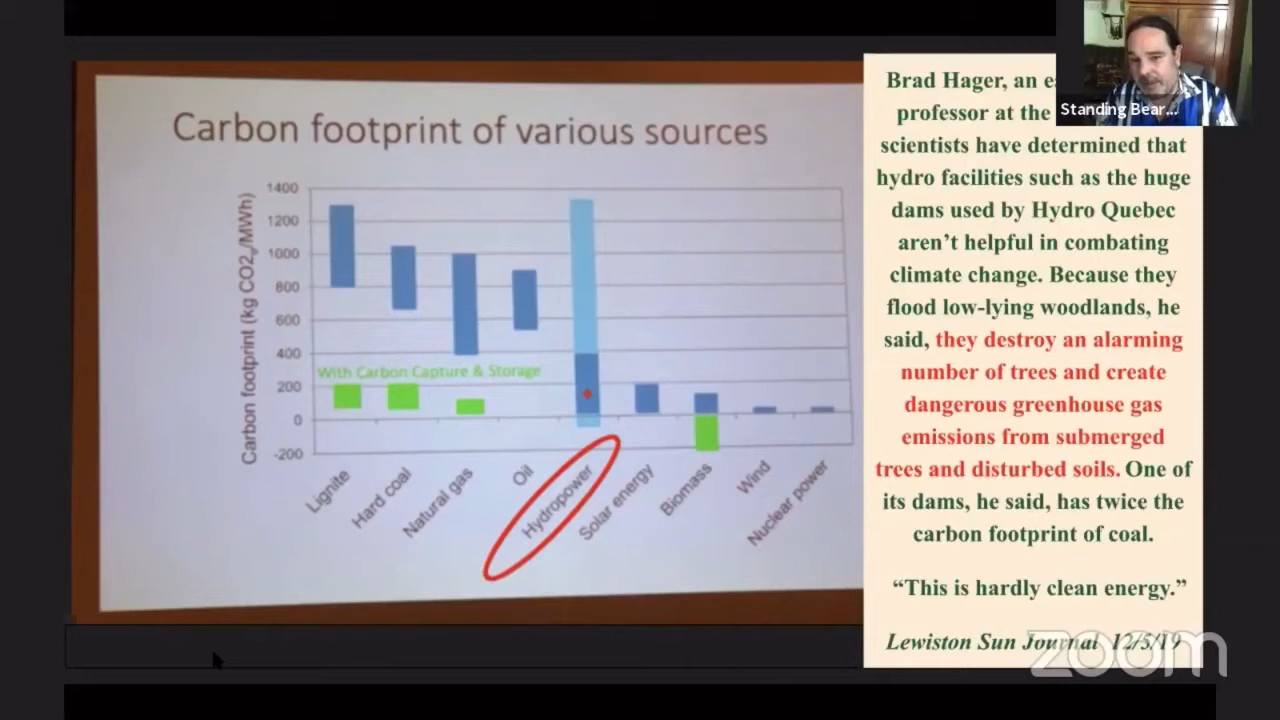 Carbon footprint of various sources
Carbon footprint (kg CO2e/MWh)
1400
1200
1000
800
600
400
200
0
-200
With Carbon Capture & Storage
Lignite
Hard coal
Natural gas
Oil
Hydropower
Solar energy
Biomass
Wind
Nuclear power
Brad Hager, an
professor at the
scientists have determined that
hydro facilities such as the huge
dams used by Hydro Quebec
aren’t helpful in combating
climate change. Because they
flood low-lying woodlands, he
said, they destroy an alarming
number of trees and create
dangerous greenhouse gas
emissions from submerged
trees and disturbed soils. One of
its dams, he said, has twice the
carbon footprint of coal.
“This is hardly clean energy.”
Lewiston Sun Journal 12/5/19
Standing Bear...
zoom